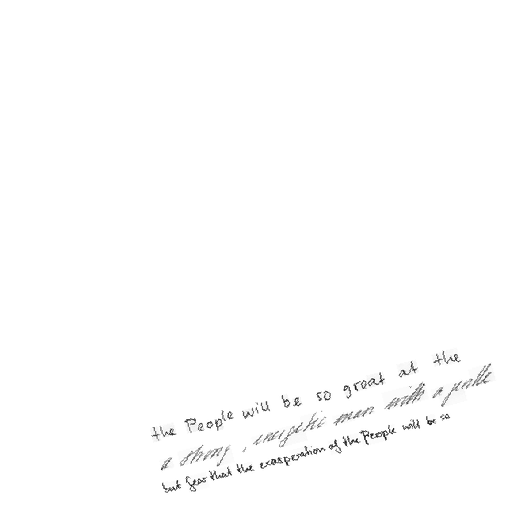 the People will be so great at the
a strong, energetic man with a gentle
but fear that the exasperation of the People will be so